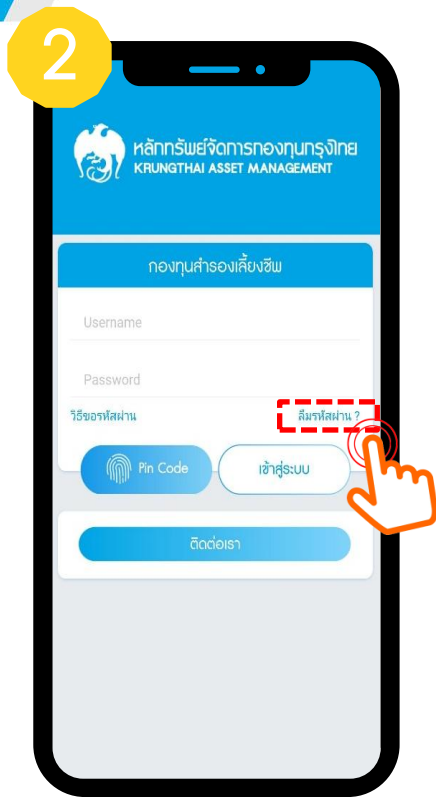 2
หลักทรัพย์จัดการกองทุนกรุงไทย
KRUNGTHAI ASSET MANAGEMENT
กองทุนสำรองเลี้ยงชีพ
Username
Password
วิธีขอรหัสผ่าน
ลืมรหัสผ่าน ?
Pin Code
เข้าสู่ระบบ
ติดต่อเรา